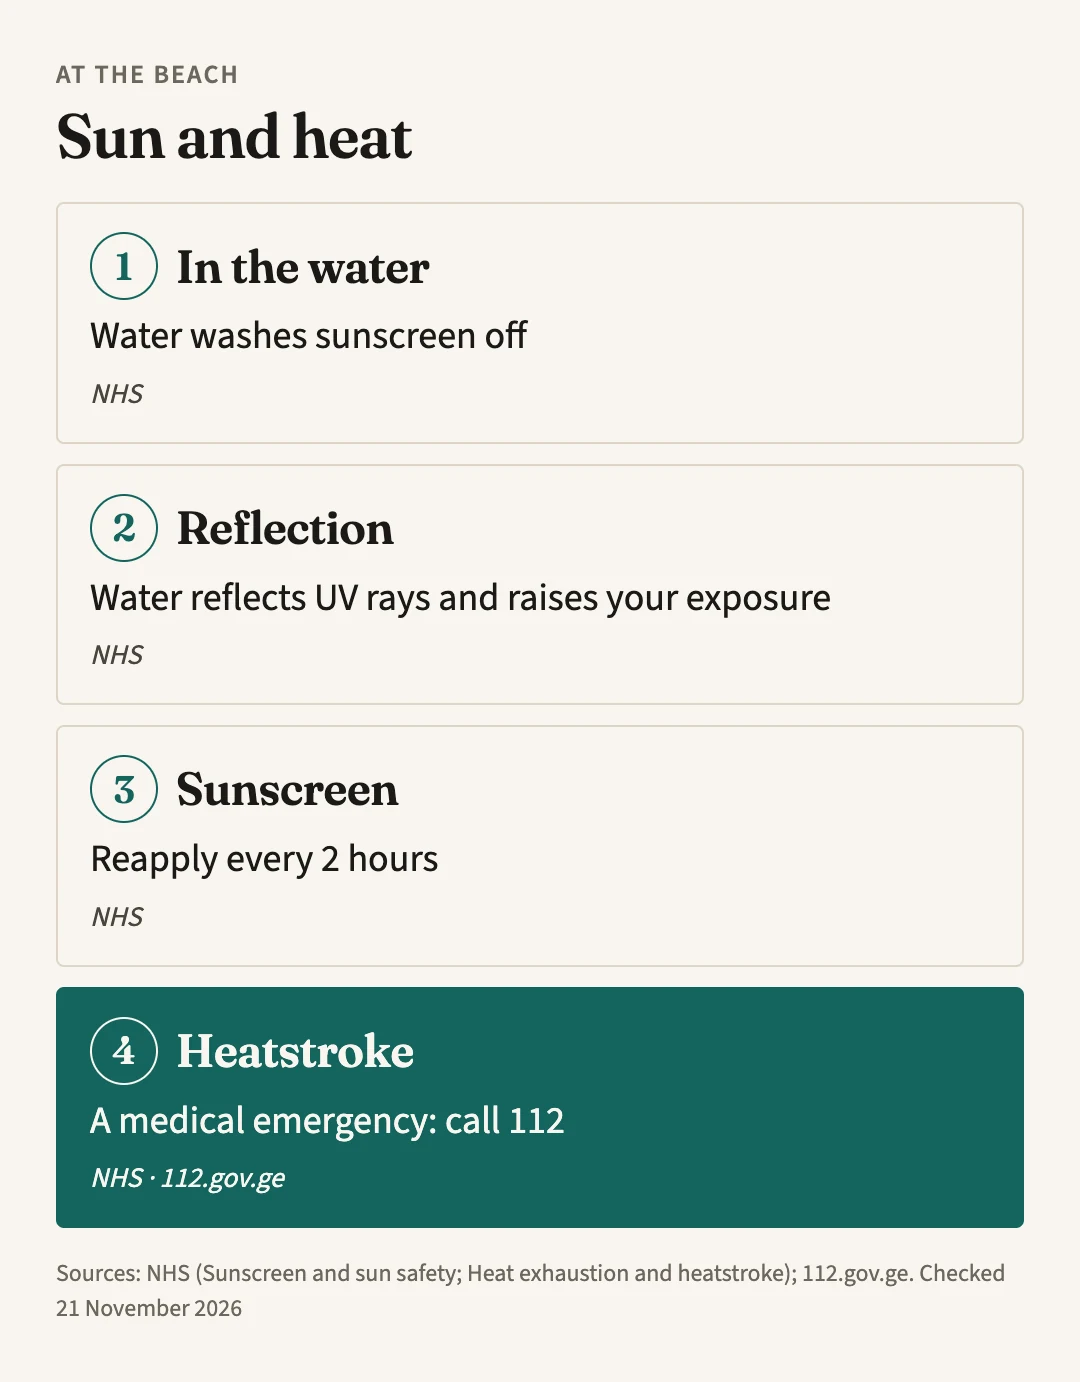 AT THE BEACH
Sun and heat
1 In the water
Water washes sunscreen off
NHS
2 Reflection
Water reflects UV rays and raises your exposure
NHS
3 Sunscreen
Reapply every 2 hours
NHS
4 Heatstroke
A medical emergency: call 112
NHS · 112.gov.ge
Sources: NHS (Sunscreen and sun safety; Heat exhaustion and heatstroke); 112.gov.ge. Checked
21 November 2026